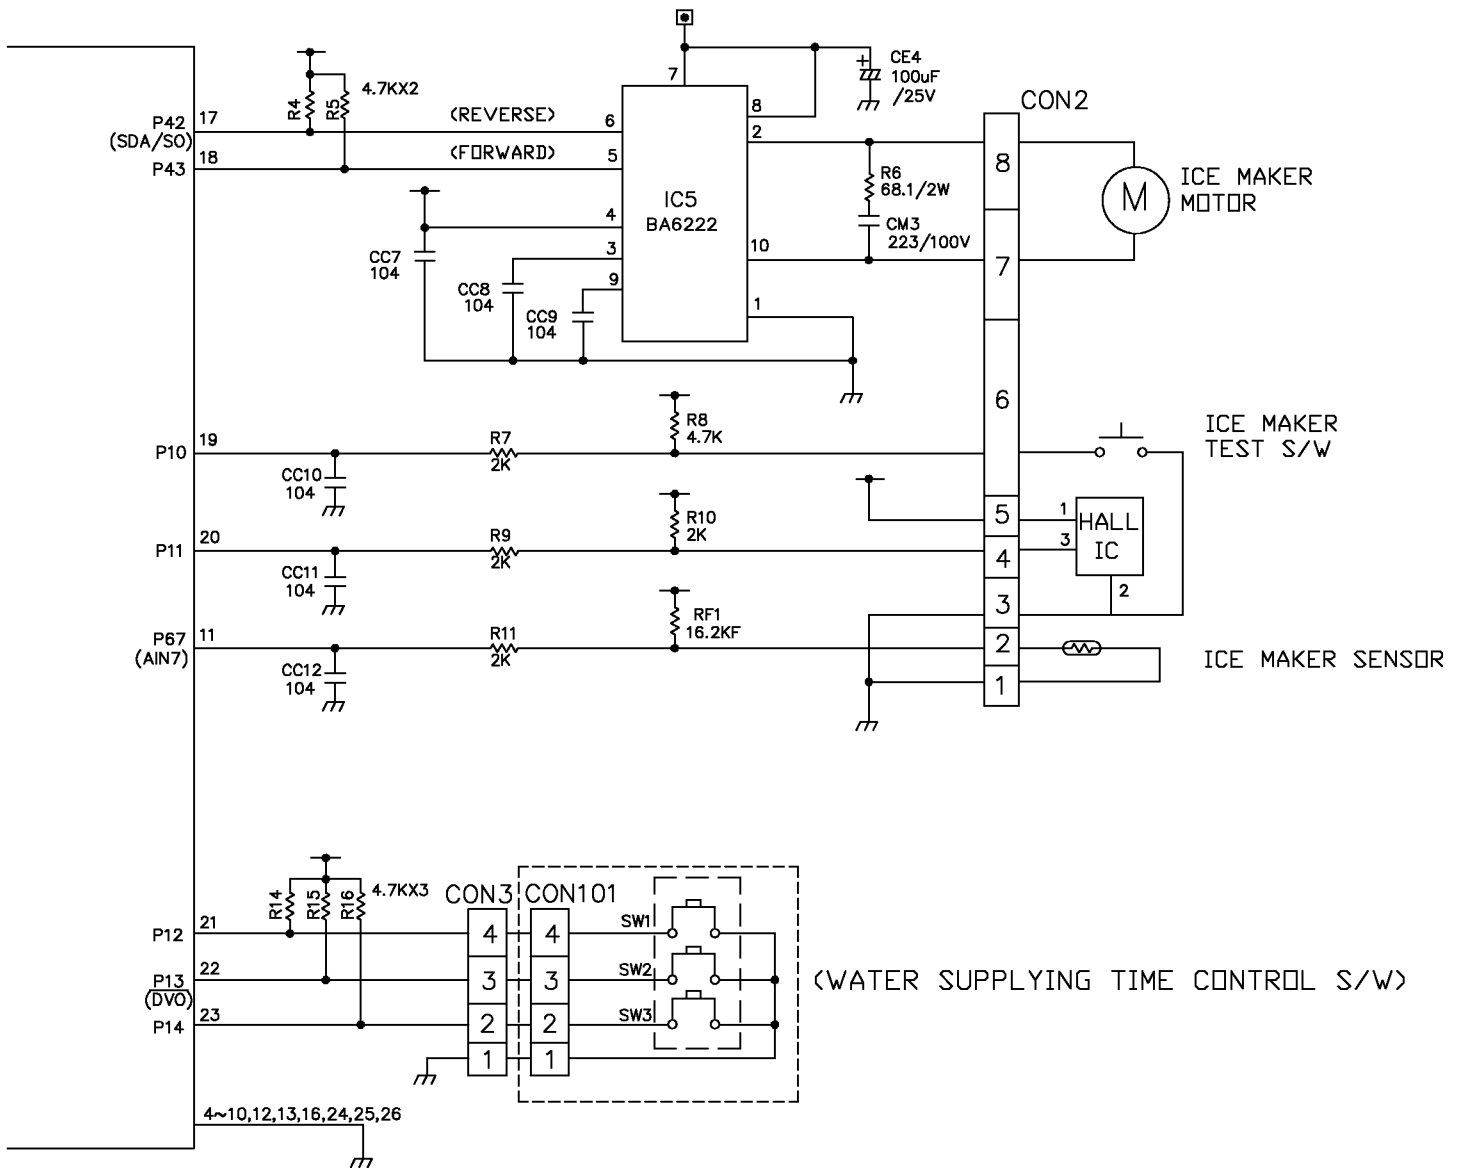 7
CE4
100uF
/25V
CON2
4.7KX2
R4
R5
P42
17
(SDA/SO)
(REVERSE)
6
8
2
P43
18
(FORWARD)
5
IC5
BA6222
4
3
9
10
1
R6
68.1/2W
CM3
223/100V
8
7
M
ICE MAKER
MOTOR
CC7
104
CC8
104
CC9
104
6
P10
19
R7
2K
R8
4.7K
CC10
104
ICE MAKER
TEST S/W
P11
20
R9
2K
R10
2K
CC11
104
5
1
4
3
HALL
IC
2
3
P67
11
(AIN7)
R11
2K
RF1
16.2KF
CC12
104
2
1
ICE MAKER SENSOR
R14
R15
R16
4.7KX3
CON3
CON101
P12
21
4
4
SW1
P13
22
(DVO)
3
3
SW2
P14
23
2
2
SW3
1
1
(WATER SUPPLYING TIME CONTROL S/W)
4~10,12,13,16,24,25,26